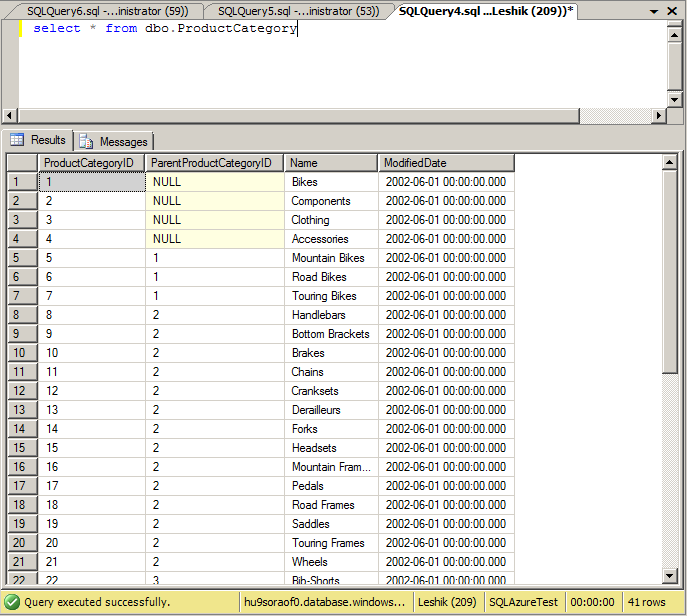 SQLQuery6.sql -...inistrator (59)) SQLQuery5.sql -...inistrator (53)) SQLQuery4.sql ...Leshik (209))*
select * from dbo.ProductCategory
Results Messages
ProductCategoryID ParentProductCategoryID Name ModifiedDate
1 1 NULL Bikes 2002-06-01 00:00:00.000
2 2 NULL Components 2002-06-01 00:00:00.000
3 3 NULL Clothing 2002-06-01 00:00:00.000
4 4 NULL Accessories 2002-06-01 00:00:00.000
5 5 1 Mountain Bikes 2002-06-01 00:00:00.000
6 6 1 Road Bikes 2002-06-01 00:00:00.000
7 7 1 Touring Bikes 2002-06-01 00:00:00.000
8 8 2 Handlebars 2002-06-01 00:00:00.000
9 9 2 Bottom Brackets 2002-06-01 00:00:00.000
10 10 2 Brakes 2002-06-01 00:00:00.000
11 11 2 Chains 2002-06-01 00:00:00.000
12 12 2 Cranksets 2002-06-01 00:00:00.000
13 13 2 Derailleurs 2002-06-01 00:00:00.000
14 14 2 Forks 2002-06-01 00:00:00.000
15 15 2 Headsets 2002-06-01 00:00:00.000
16 16 2 Mountain Fram... 2002-06-01 00:00:00.000
17 17 2 Pedals 2002-06-01 00:00:00.000
18 18 2 Road Frames 2002-06-01 00:00:00.000
19 19 2 Saddles 2002-06-01 00:00:00.000
20 20 2 Touring Frames 2002-06-01 00:00:00.000
21 21 2 Wheels 2002-06-01 00:00:00.000
22 22 3 Bib-Shorts 2002-06-01 00:00:00.000
Query executed successfully. hu9soraof0.database.windows... Leshik (209) SQLAzureTest 00:00:00 41 rows